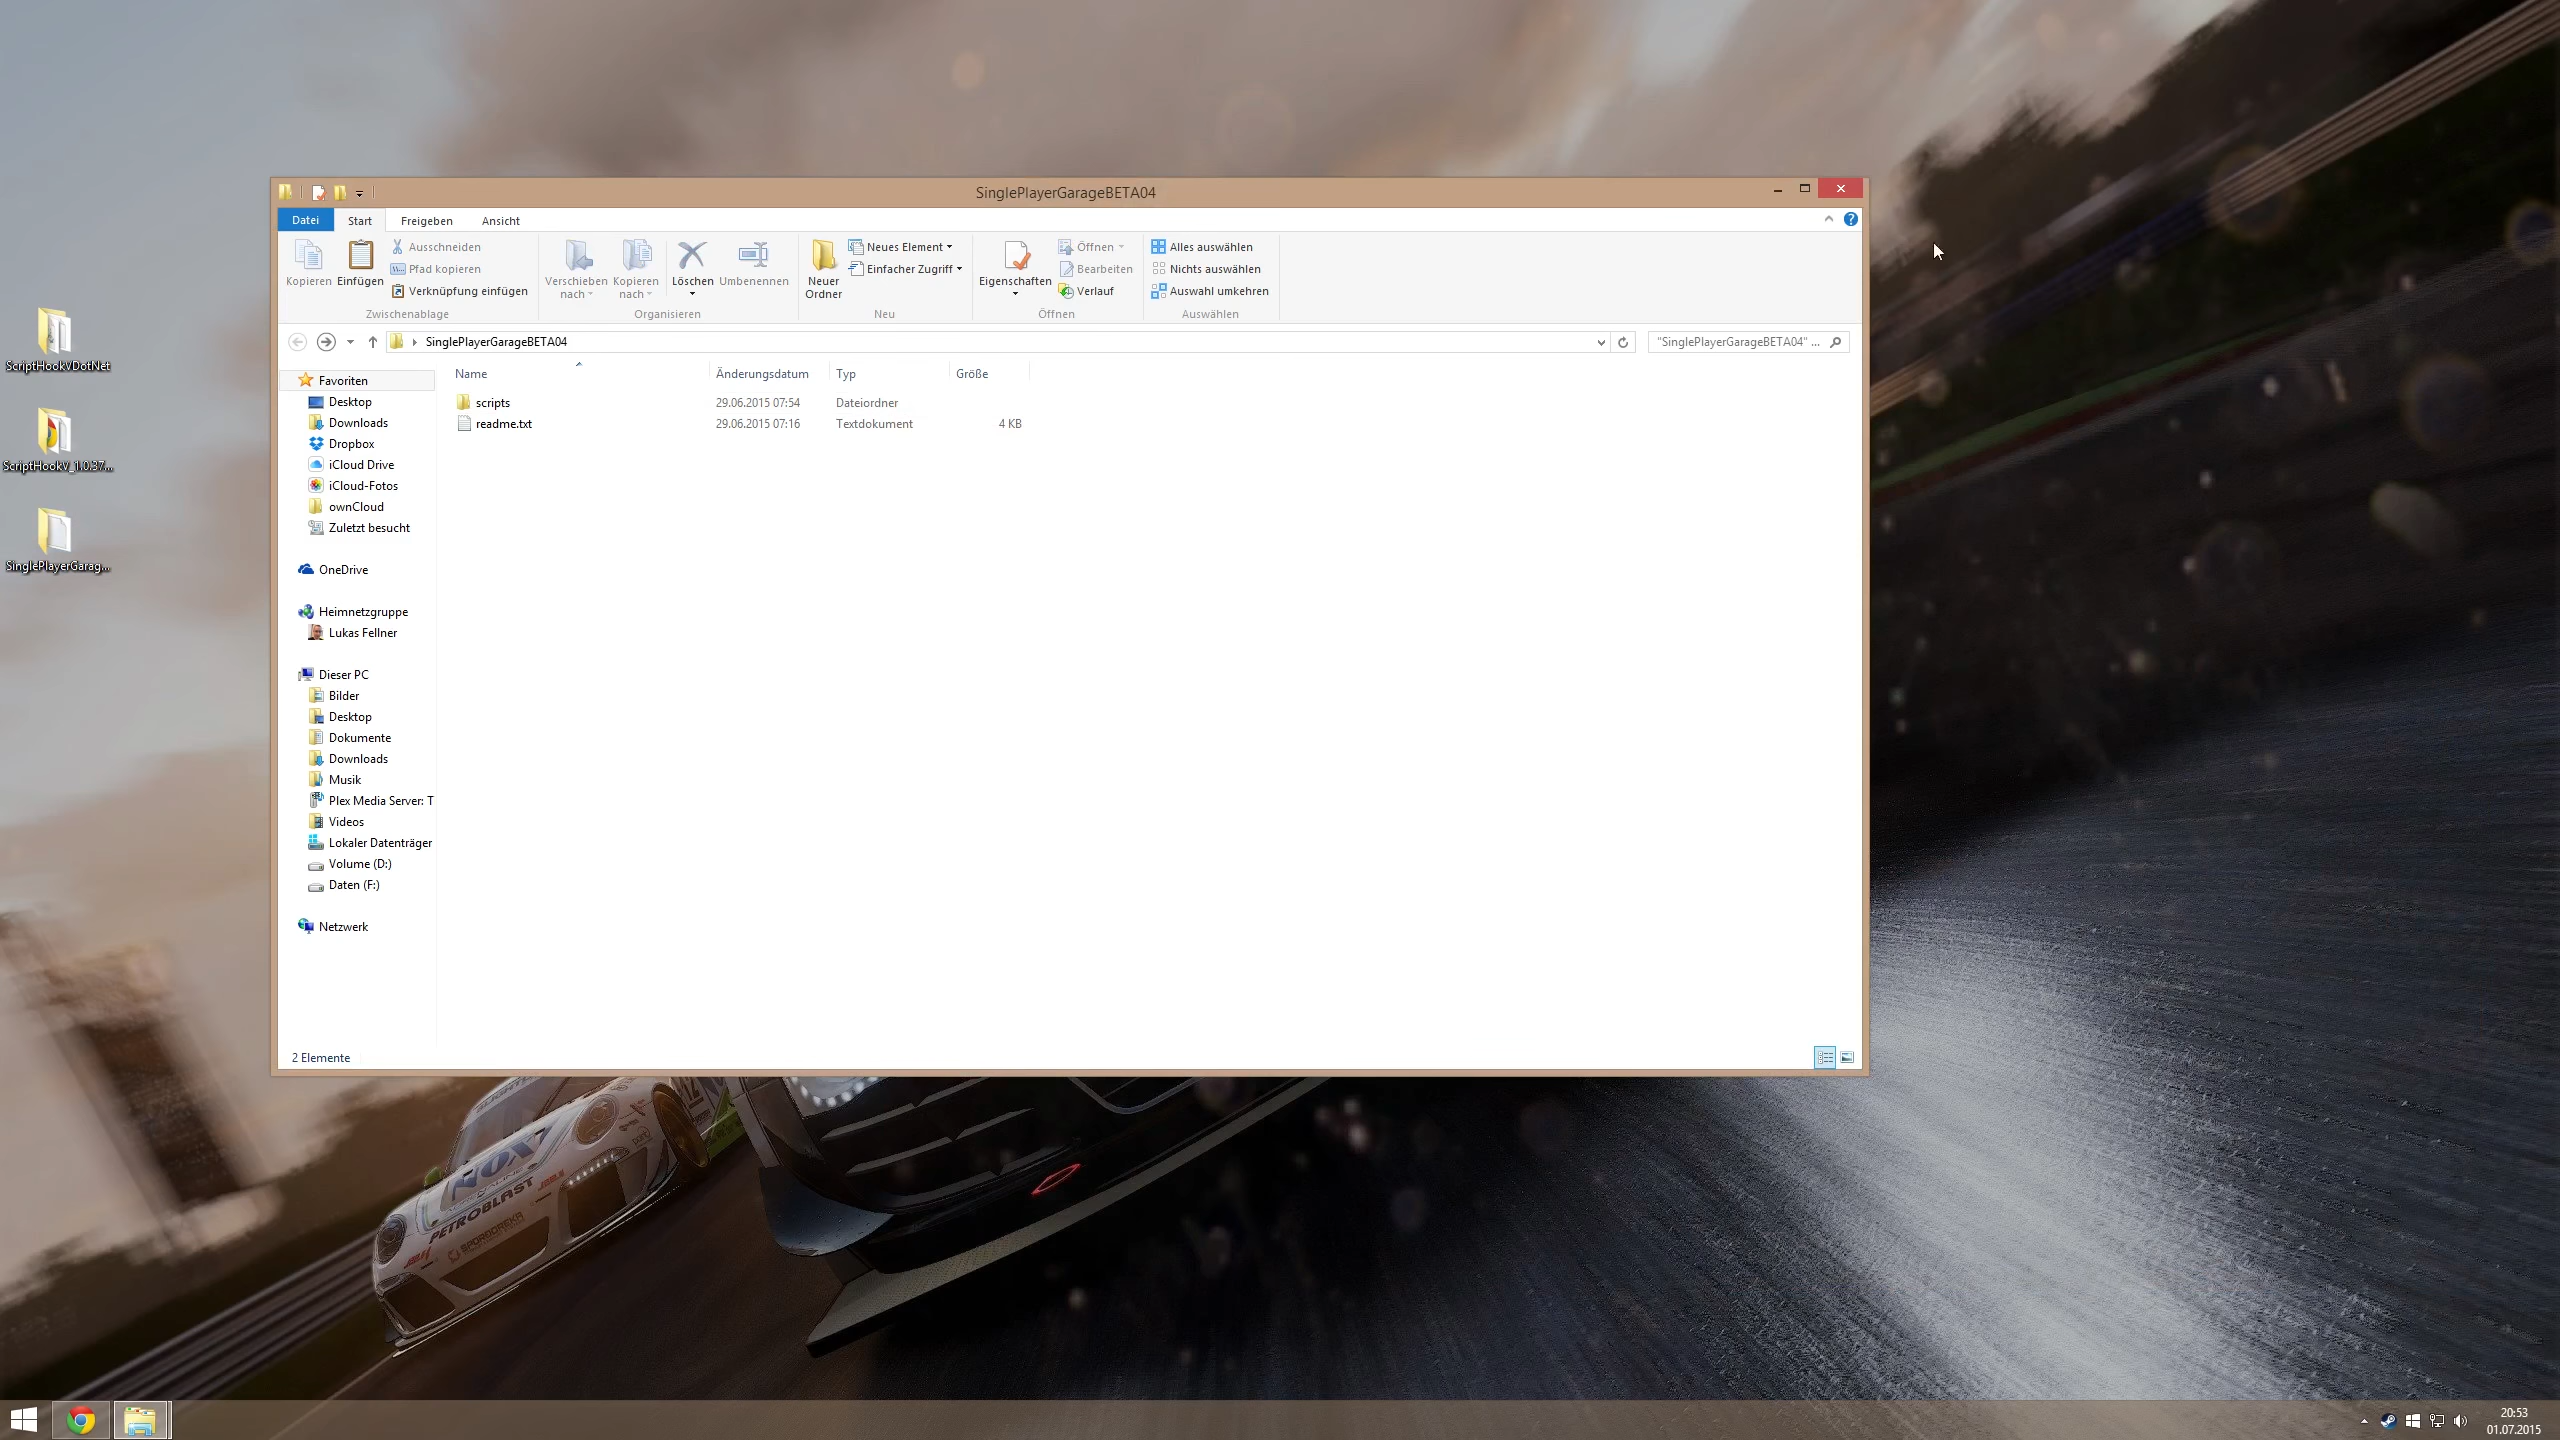 SinglePlayerGarageBETA04
Datei Start Freigeben Ansicht
Kopieren
Einfügen
Ausschneiden
Pfad kopieren
Verknüpfung einfügen
Zwischenablage
Verschieben nach
Kopieren nach
Löschen
Umbenennen
Organisieren
Neuer Ordner
Neues Element
Einfacher Zugriff
Neu
Eigenschaften
Öffnen
Bearbeiten
Verlauf
Öffnen
Alles auswählen
Nichts auswählen
Auswahl umkehren
Auswählen
SinglePlayerGarageBETA04
"SinglePlayerGarageBETA04" ...
Name Änderungsdatum Typ Größe
scripts 29.06.2015 07:54 Dateiordner
readme.txt 29.06.2015 07:16 Textdokument 4 KB
Favoriten
Desktop
Downloads
Dropbox
iCloud Drive
iCloud-Fotos
ownCloud
Zuletzt besucht
OneDrive
Heimnetzgruppe
Lukas Fellner
Dieser PC
Bilder
Desktop
Dokumente
Downloads
Musik
Plex Media Server: T
Videos
Lokaler Datenträger
Volume (D:)
Daten (F:)
Netzwerk
2 Elemente
ScriptHookVDotNet
ScriptHookV_1.0.37...
SinglePlayerGarag...
PETROBLAST
20:53
01.07.2015